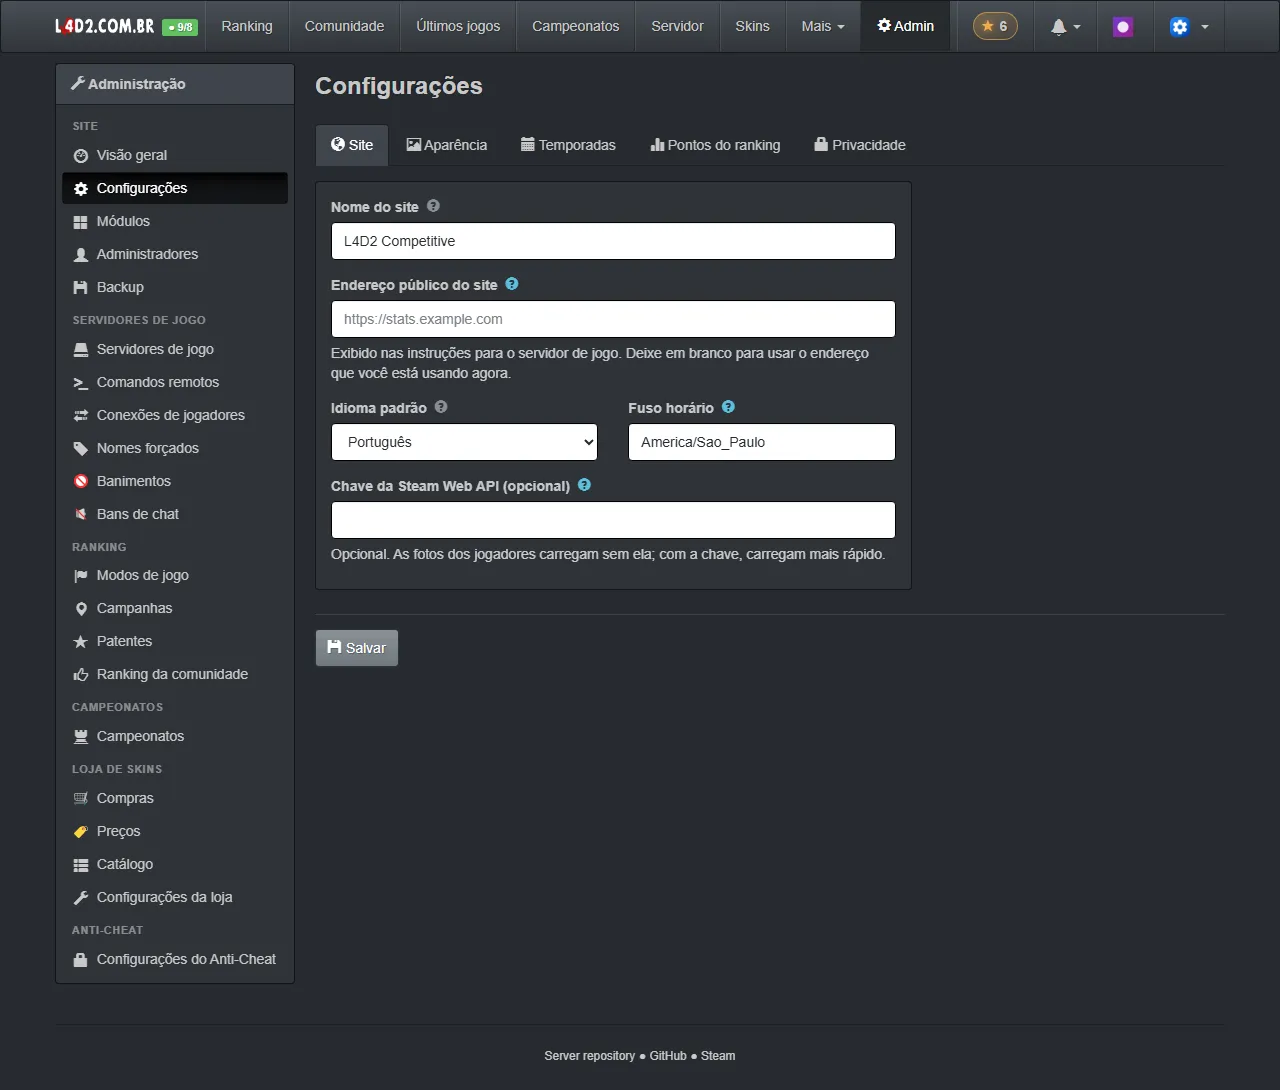 L4D2.COM.BR
● 9/8
Ranking
Comunidade
Últimos jogos
Campeonatos
Servidor
Skins
Mais
Admin
6
Administração
SITE
Visão geral
Configurações
Módulos
Administradores
Backup
SERVIDORES DE JOGO
Servidores de jogo
Comandos remotos
Conexões de jogadores
Nomes forçados
Banimentos
Bans de chat
RANKING
Modos de jogo
Campanhas
Patentes
Ranking da comunidade
CAMPEONATOS
Campeonatos
LOJA DE SKINS
Compras
Preços
Catálogo
Configurações da loja
ANTI-CHEAT
Configurações do Anti-Cheat
Configurações
Site
Aparência
Temporadas
Pontos do ranking
Privacidade
Nome do site ?
L4D2 Competitive
Endereço público do site ?
https://stats.example.com
Exibido nas instruções para o servidor de jogo. Deixe em branco para usar o endereço
que você está usando agora.
Idioma padrão ?
Português
Fuso horário ?
America/Sao_Paulo
Chave da Steam Web API (opcional) ?
Opcional. As fotos dos jogadores carregam sem ela; com a chave, carregam mais rápido.
Salvar
Server repository ● GitHub ● Steam